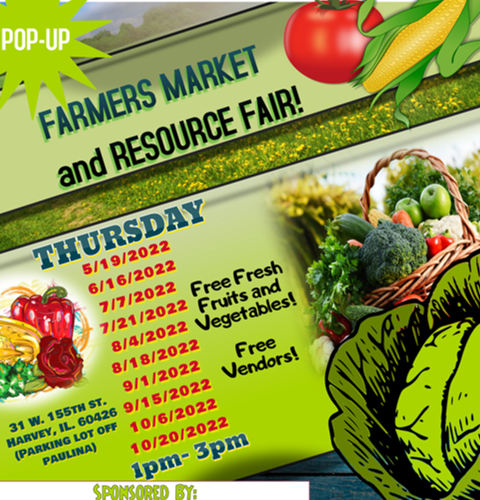 POP-UP
FARMERS MARKET
and RESOURCE FAIR!
THURSDAY
5/19/2022
6/16/2022
7/7/2022
7/21/2022
8/4/2022
8/18/2022
9/1/2022
9/15/2022
10/6/2022
10/20/2022
1pm- 3pm
Free Fresh
Fruits and
Vegetables!
Free
Vendors!
31 W. 155TH ST.
HARVEY, IL. 60426
(PARKING LOT OFF
PAULINA)
SPONSORED BY: